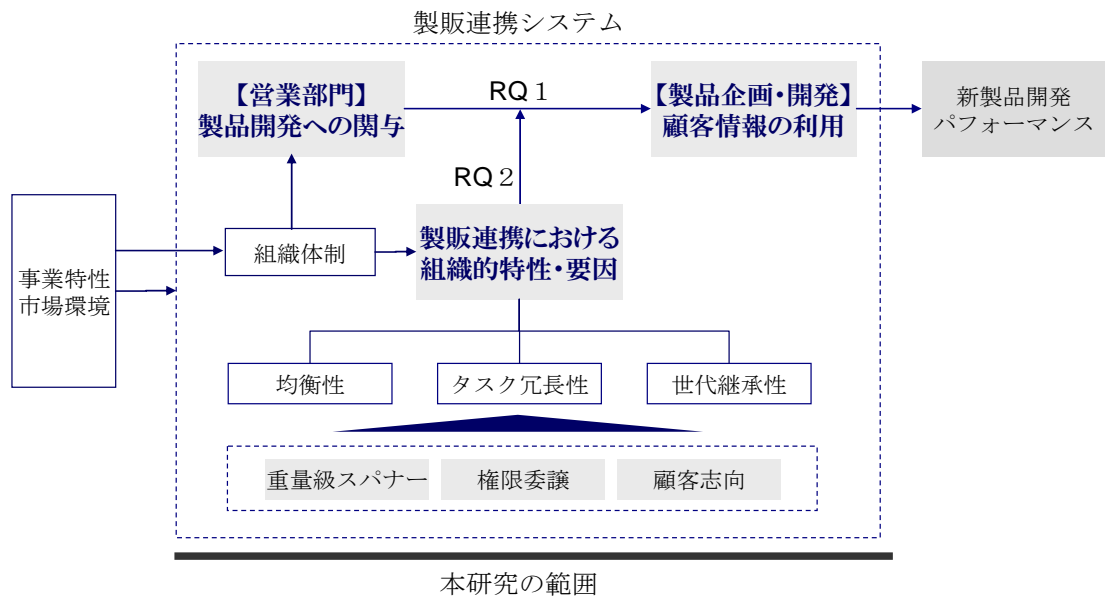 製販連携システム
【営業部門】
製品開発への関与
RQ１
【製品企画・開発】
顧客情報の利用
新製品開発
パフォーマンス
RQ２
事業特性
市場環境
組織体制
製販連携における
組織的特性・要因
均衡性
タスク冗長性
世代継承性
重量級スパナー
権限委譲
顧客志向
本研究の範囲